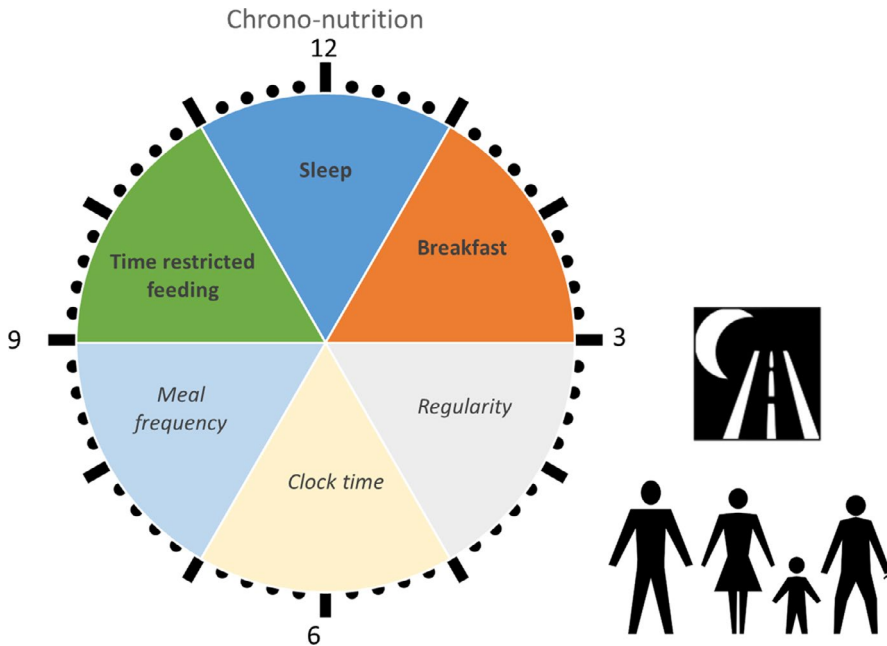 Chrono-nutrition
12
Sleep
Breakfast
Time restricted
feeding
9
3
Meal
frequency
Regularity
Clock time
6